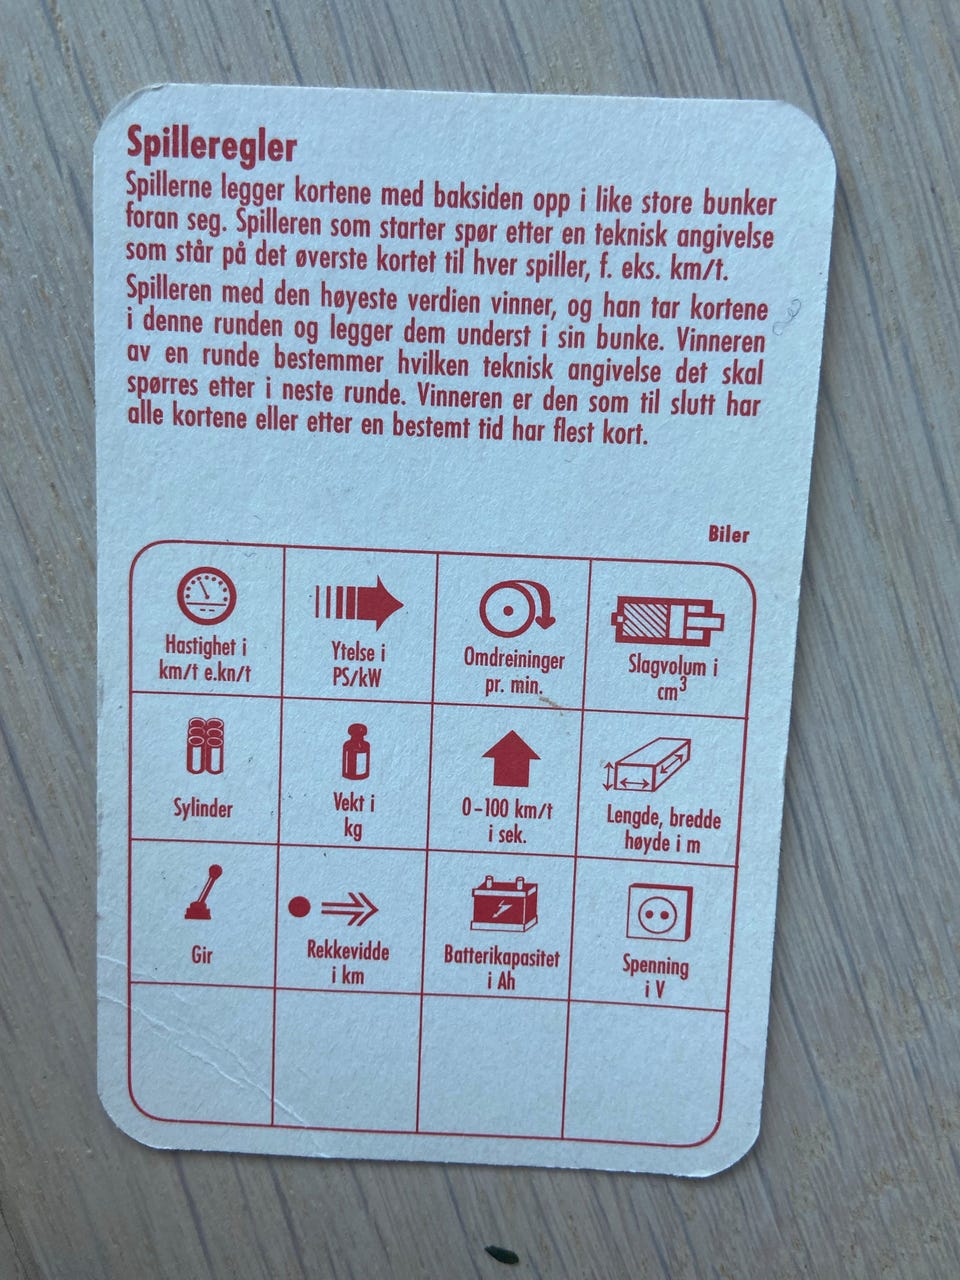 Spilleregler
Spillerne legger kortene med baksiden opp i like store bunker
foran seg. Spilleren som starter spør etter en teknisk angivelse
som står på det øverste kortet til hver spiller, f. eks. km/t.
Spilleren med den høyeste verdien vinner, og han tar kortene
i denne runden og legger dem underst i sin bunke. Vinneren
av en runde bestemmer hvilken teknisk angivelse det skal
spørres etter i neste runde. Vinneren er den som til slutt har
alle kortene eller etter en bestemt tid har flest kort.
Biler
Hastighet i
km/t e.kn/t
Ytelse i
PS/kW
Omdreininger
pr. min.
Slagvolum i
cm³
Sylinder
Vekt i
kg
0–100 km/t
i sek.
Lengde, bredde
høyde i m
Gir
Rekkevidde
i km
Batterikapasitet
i Ah
Spenning
i V